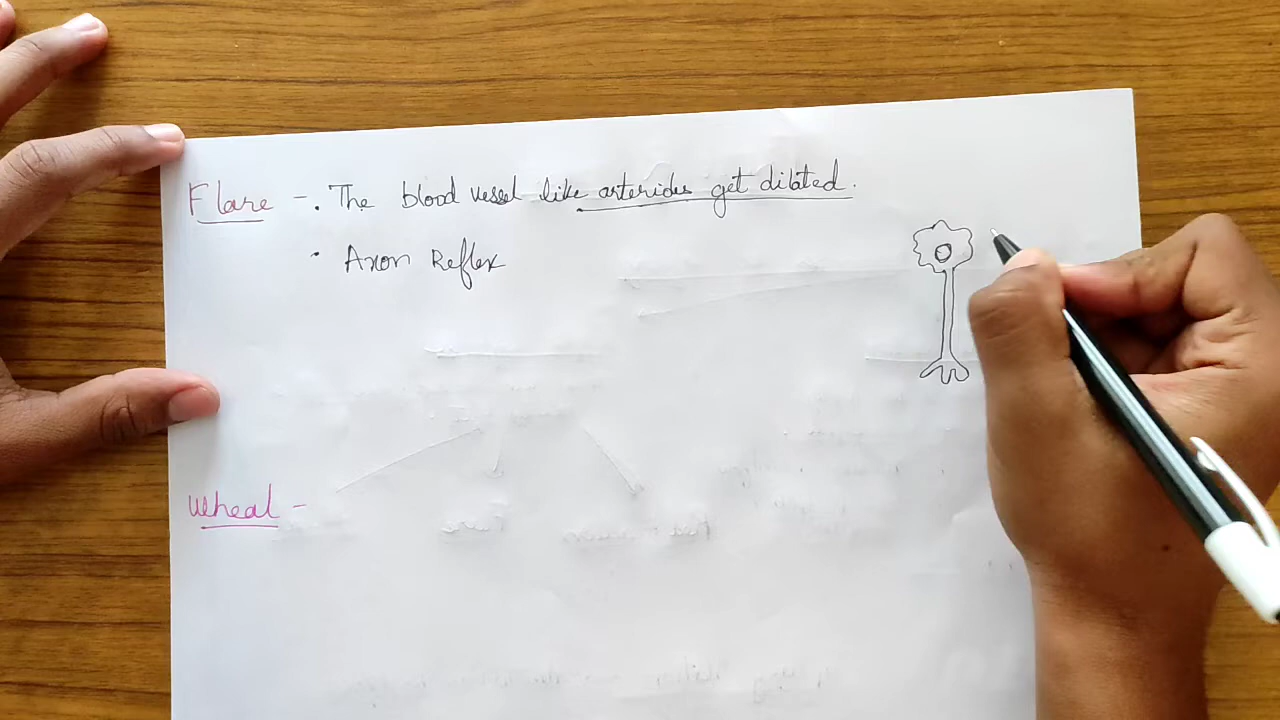 Flare - . The blood vessel like arterioles get dilated.
• Axon Reflex
Wheal -